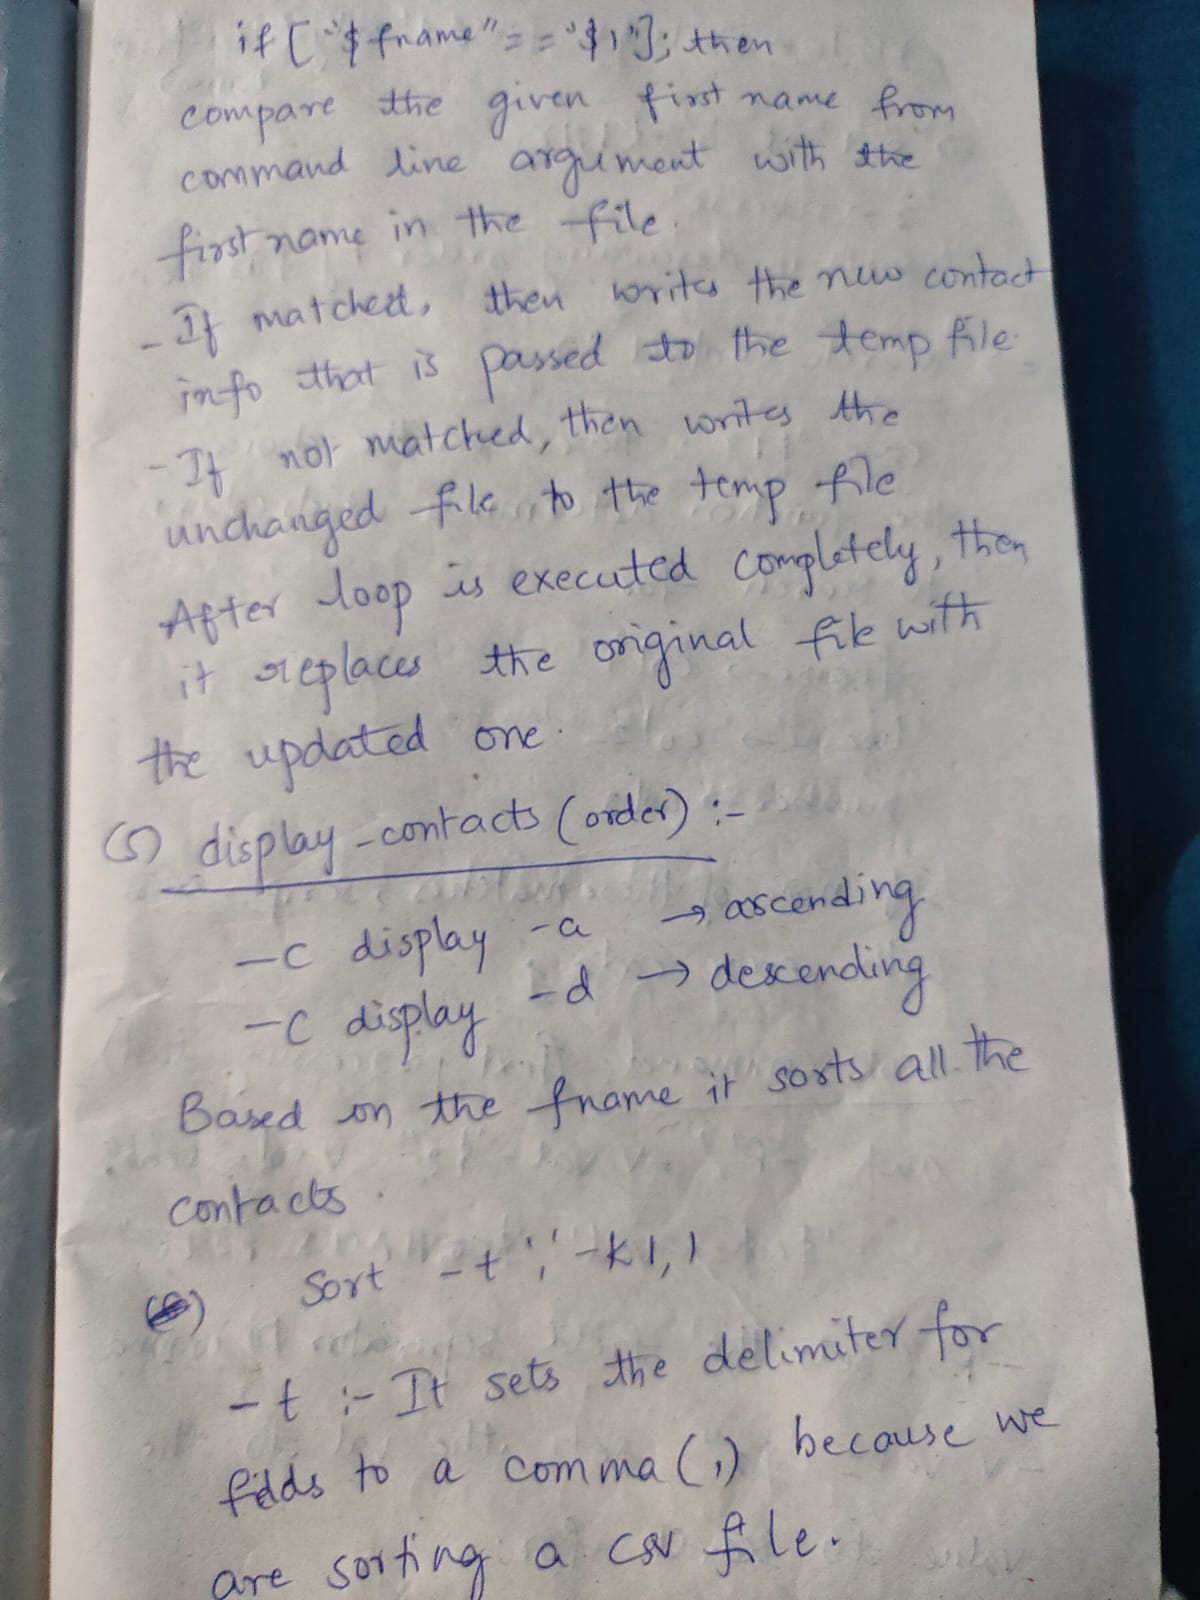 if ["$fname"=="$1"]; then
compare the given first name from
command line argument with the
first name in the file.
- If matched, then writes the new contact
info that is passed to the temp file.
- If not matched, then writes the
unchanged file to the temp file
After loop is executed completely, then
it replaces the original file with
the updated one.
(5) display-contacts (order) :-
-c display -a → ascending
-c display -d → descending
Based on the fname it sorts all the
contacts.
sort -t ',' -k1,1
-t :- It sets the delimiter for
fields to a comma (,) because we
are sorting a csv file.